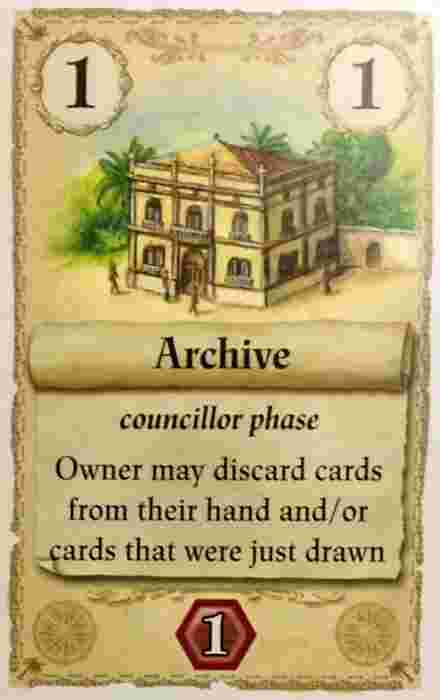 1 1
Archive
councillor phase
Owner may discard cards
from their hand and/or
cards that were just drawn
1